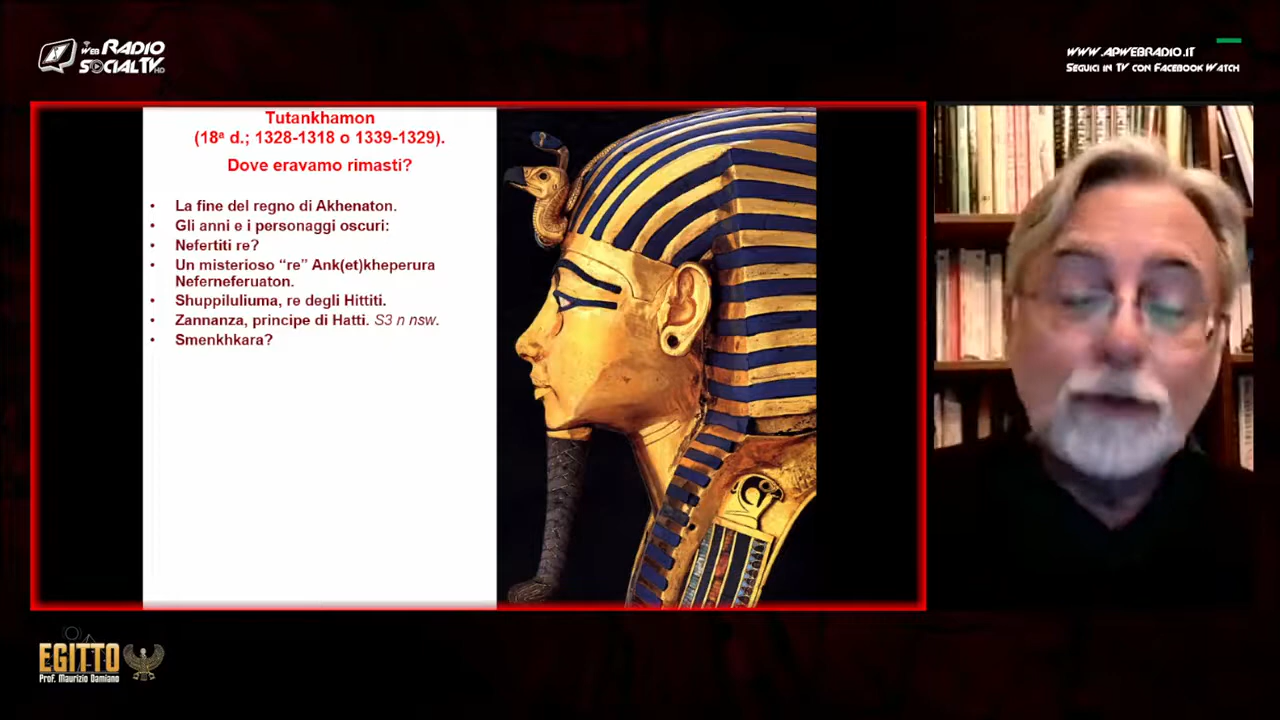 WEB RADIO
SOCIALTV HD
WWW.APWEBRADIO.IT
SEGUICI IN TV CON FACEBOOK WATCH
Tutankhamon
(18ª d.; 1328-1318 o 1339-1329).
Dove eravamo rimasti?
• La fine del regno di Akhenaton.
• Gli anni e i personaggi oscuri:
• Nefertiti re?
• Un misterioso “re” Ank(et)kheperura
Neferneferuaton.
• Shuppiluliuma, re degli Hittiti.
• Zannanza, principe di Hatti. S3 n nsw.
• Smenkhkara?
EGITTO
Prof. Maurizio Damiano